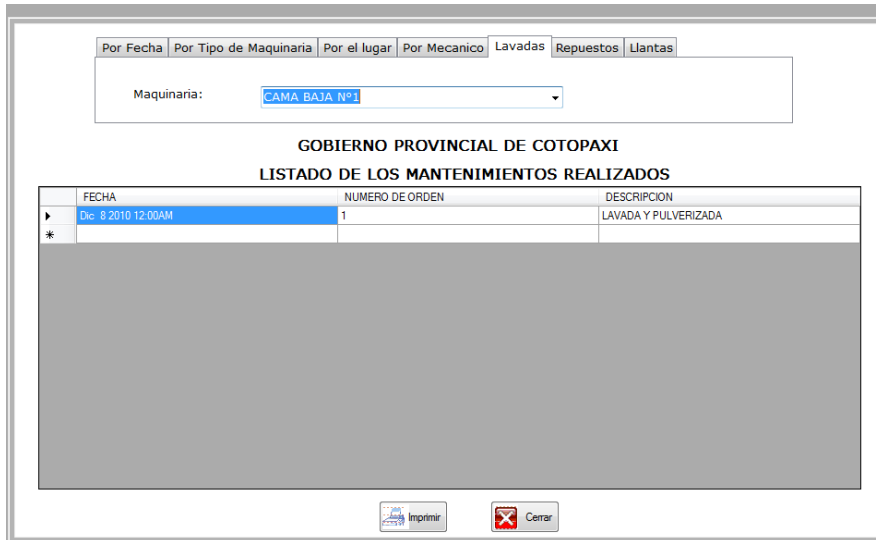 Por Fecha Por Tipo de Maquinaria Por el lugar Por Mecanico Lavadas Repuestos Llantas
Maquinaria: CAMA BAJA Nº1
GOBIERNO PROVINCIAL DE COTOPAXI
LISTADO DE LOS MANTENIMIENTOS REALIZADOS
FECHA NUMERO DE ORDEN DESCRIPCION
Dic 8 2010 12:00AM 1 LAVADA Y PULVERIZADA
Imprimir Cerrar